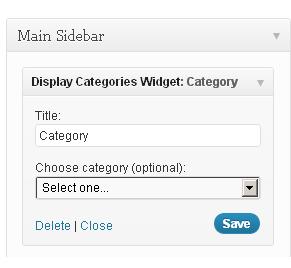 Main Sidebar
Display Categories Widget: Category
Title:
Category
Choose category (optional):
Select one...
Delete | Close
Save